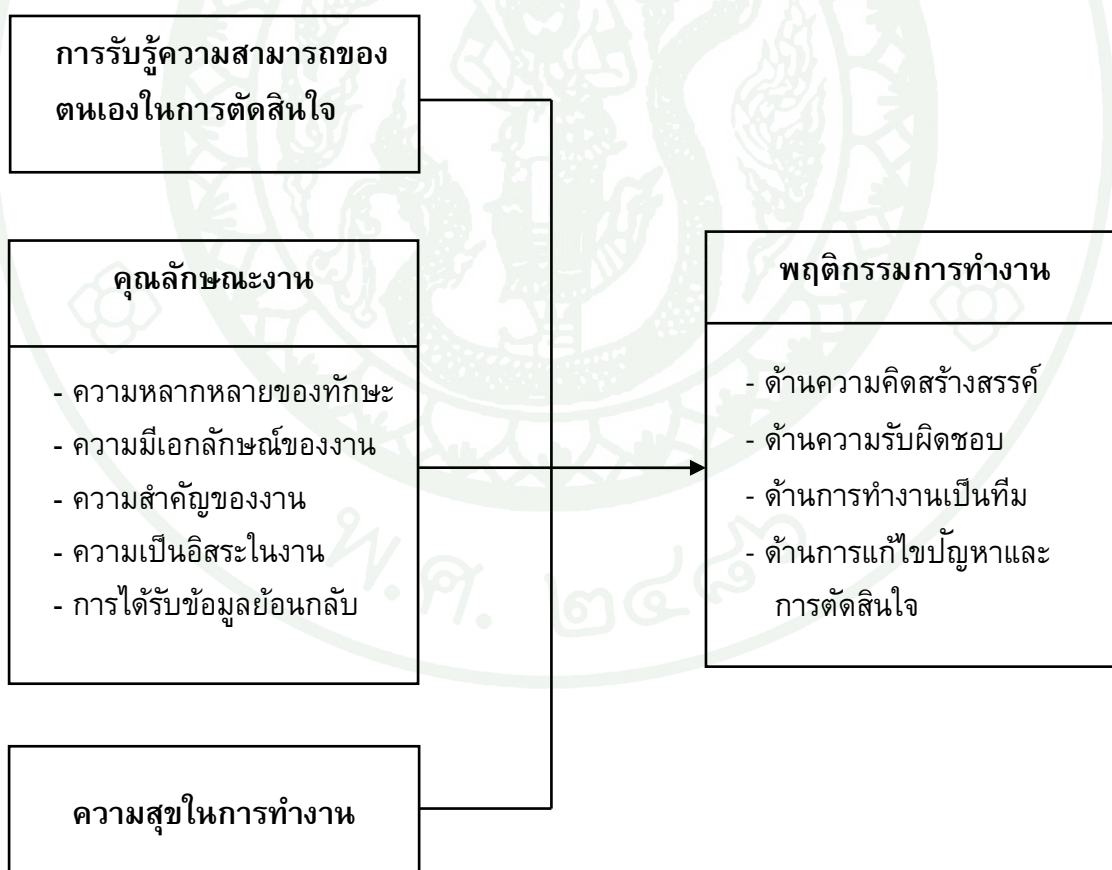 การรับรู้ความสามารถของ
ตนเองในการตัดสินใจ
คุณลักษณะงาน
- ความหลากหลายของทักษะ
- ความมีเอกลักษณ์ของงาน
- ความสำคัญของงาน
- ความเป็นอิสระในงาน
- การได้รับข้อมูลย้อนกลับ
ความสุขในการทำงาน
พฤติกรรมการทำงาน
- ด้านความคิดสร้างสรรค์
- ด้านความรับผิดชอบ
- ด้านการทำงานเป็นทีม
- ด้านการแก้ไขปัญหาและ
การตัดสินใจ
พ.ศ. ๒๔๘๖